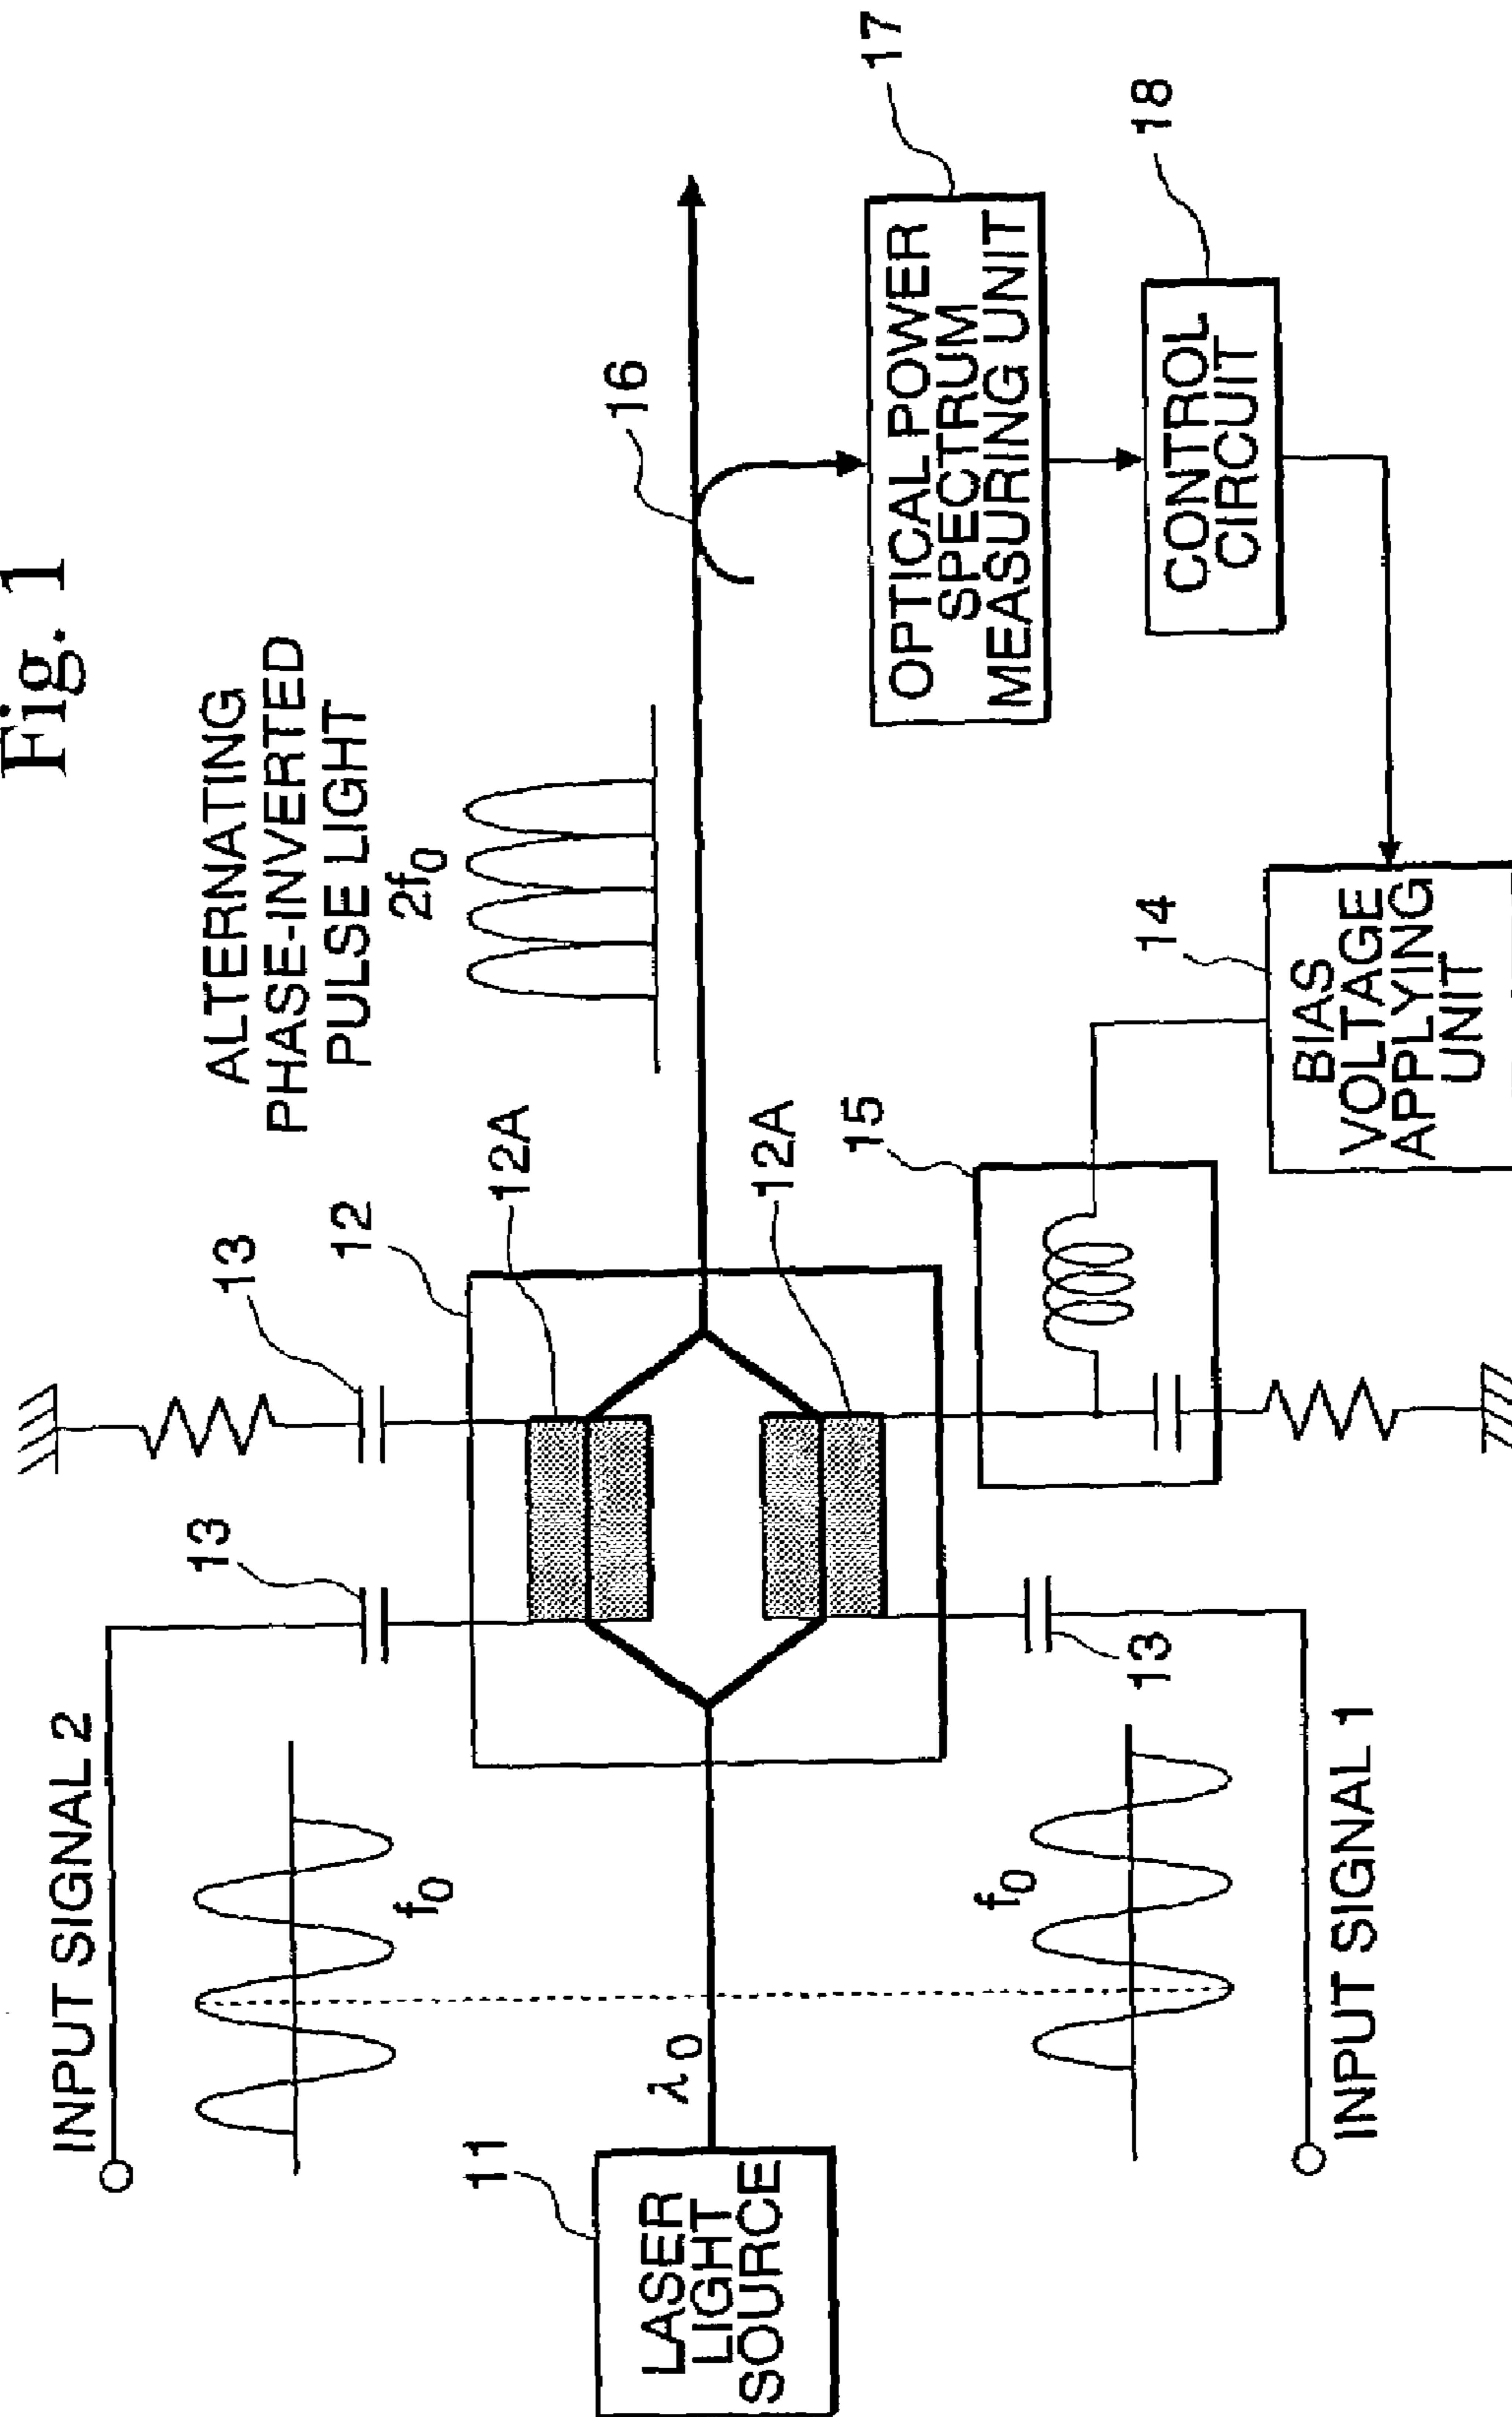 Fig. 1
INPUT SIGNAL 2
13
13
12
12A
ALTERNATING
PHASE-INVERTED
PULSE LIGHT
2f0
f0
11
LASER
LIGHT
SOURCE
λ0
16
12A
17
OPTICAL POWER
SPECTRUM
MEASURING UNIT
f0
13
15
18
CONTROL
CIRCUIT
14
BIAS
VOLTAGE
APPLYING
UNIT
INPUT SIGNAL 1